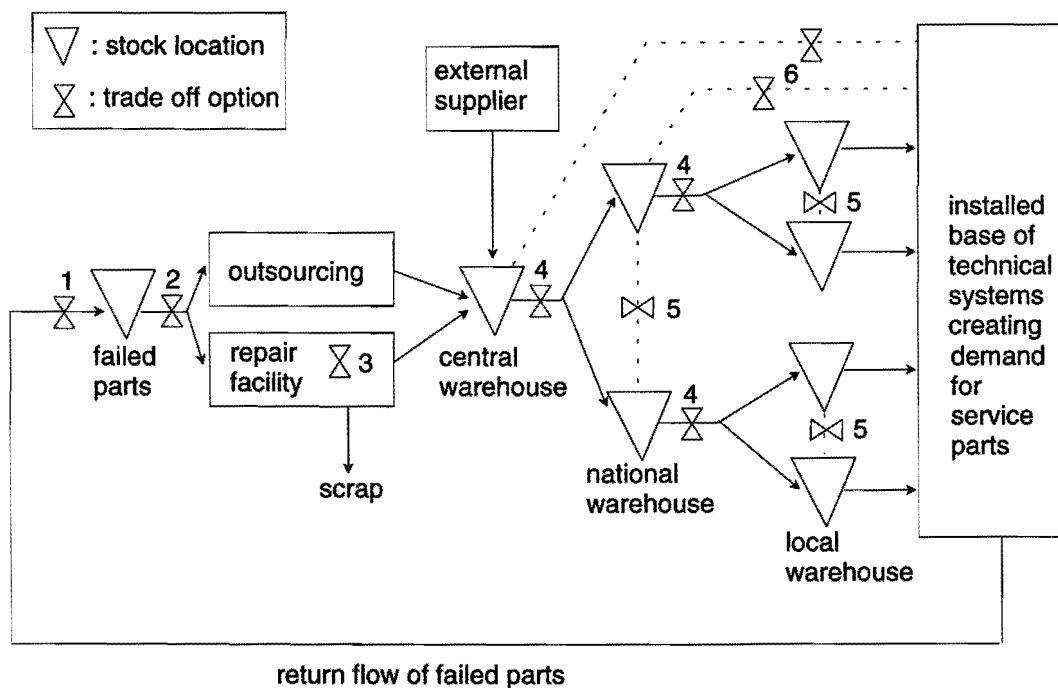 : stock location
: trade off option
external
supplier
6
4
5
installed
base of
technical
systems
creating
demand
for
service
parts
1
2
outsourcing
4
5
failed
parts
repair
facility
3
central
warehouse
4
5
scrap
national
warehouse
local
warehouse
return flow of failed parts